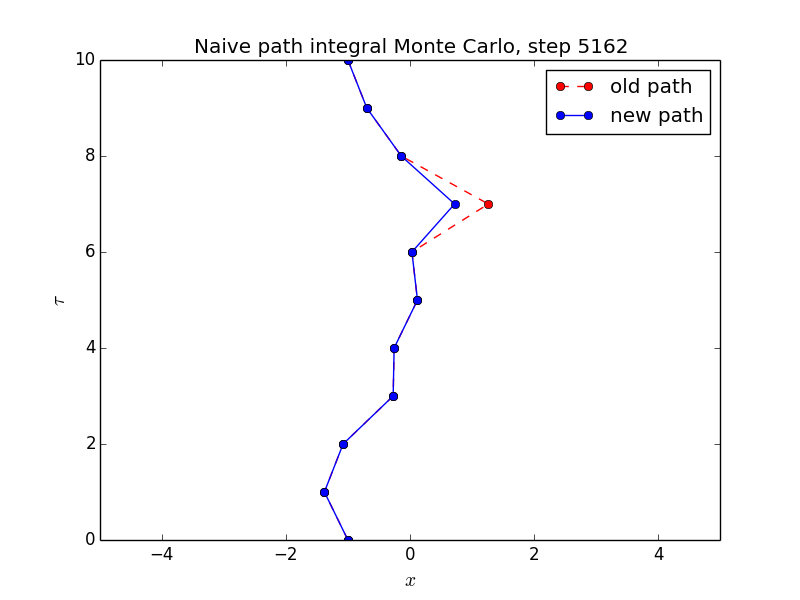 Naive path integral Monte Carlo, step 5162
old path
new path
10
8
6
4
2
0
τ
−4
−2
0
2
4
x